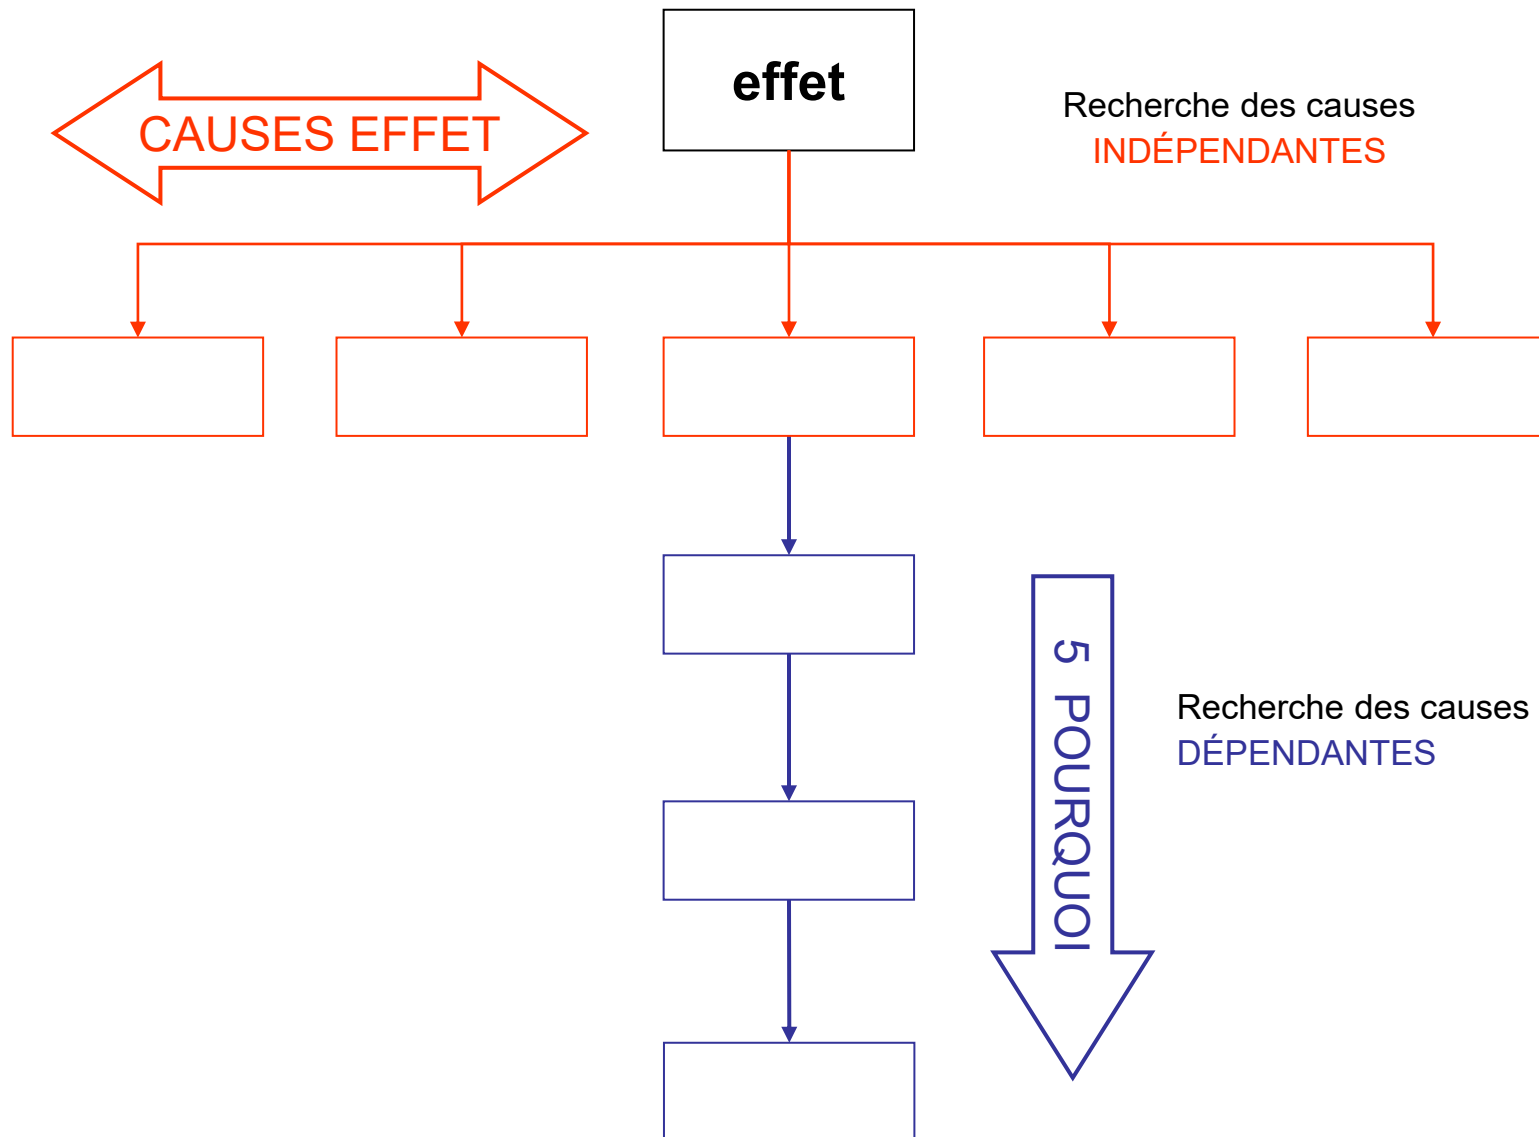 effet
CAUSES EFFET
Recherche des causes
INDÉPENDANTES
5 POURQUOI
Recherche des causes
DÉPENDANTES